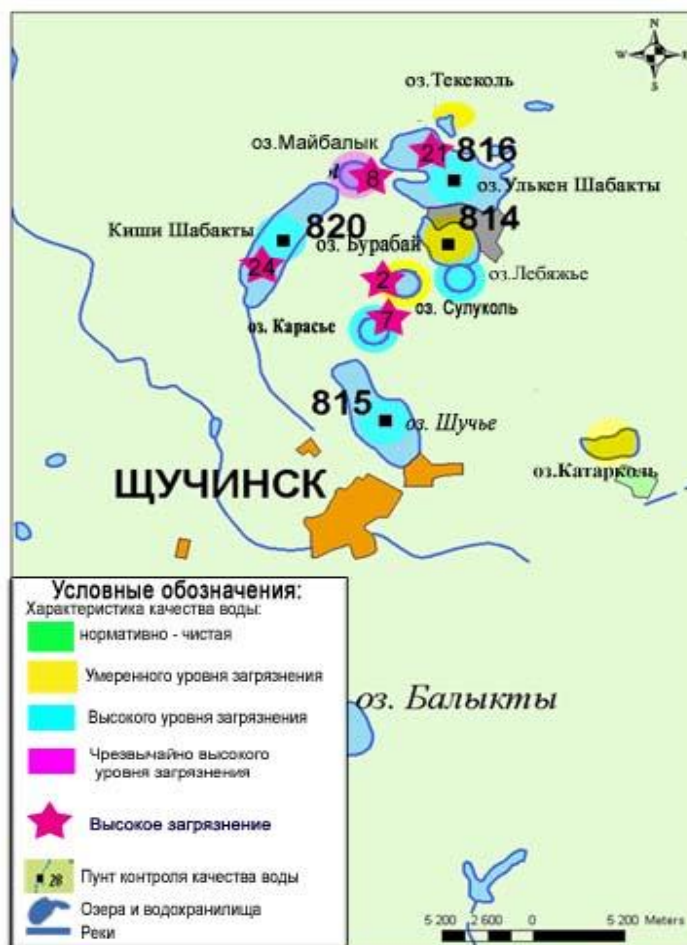 N
W E
S
оз.Текеколь
оз.Майбалык
21
816
8
оз.Улькен Шабакты
814
Киши Шабакты
820
оз. Бурабай
24
2
оз.Лебяжье
7
оз. Сулуколь
оз. Карасье
815
оз. Шучье
ЩУЧИНСК
оз.Катарколь
Условные обозначения:
Характеристика качества воды:
нормативно - чистая
Умеренного уровня загрязнения
Высокого уровня загрязнения
Чрезвычайно высокого
уровня загрязнения
Высокое загрязнение
28 Пункт контроля качества воды
Озера и водохранилища
Реки
оз. Балыкты
5 200 2 600 0 5 200 Meters